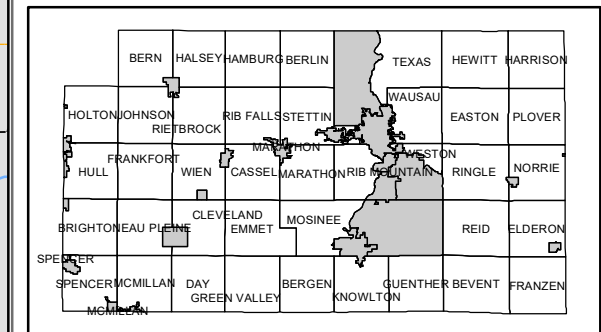 BERN HALSEY HAMBURG BERLIN TEXAS HEWITT HARRISON
WAUSAU
HOLTON JOHNSON RIB FALLS STETTIN EASTON PLOVER
RIETBROCK
MARATHON WESTON
FRANKFORT
HULL WIEN CASSEL MARATHON RIB MOUNTAIN RINGLE NORRIE
CLEVELAND MOSINEE
BRIGHTON EAU PLEINE EMMET REID ELDERON
SPENCER
SPENCER MCMILLAN DAY BERGEN GUENTHER BEVENT FRANZEN
GREEN VALLEY KNOWLTON
MCMILLAN